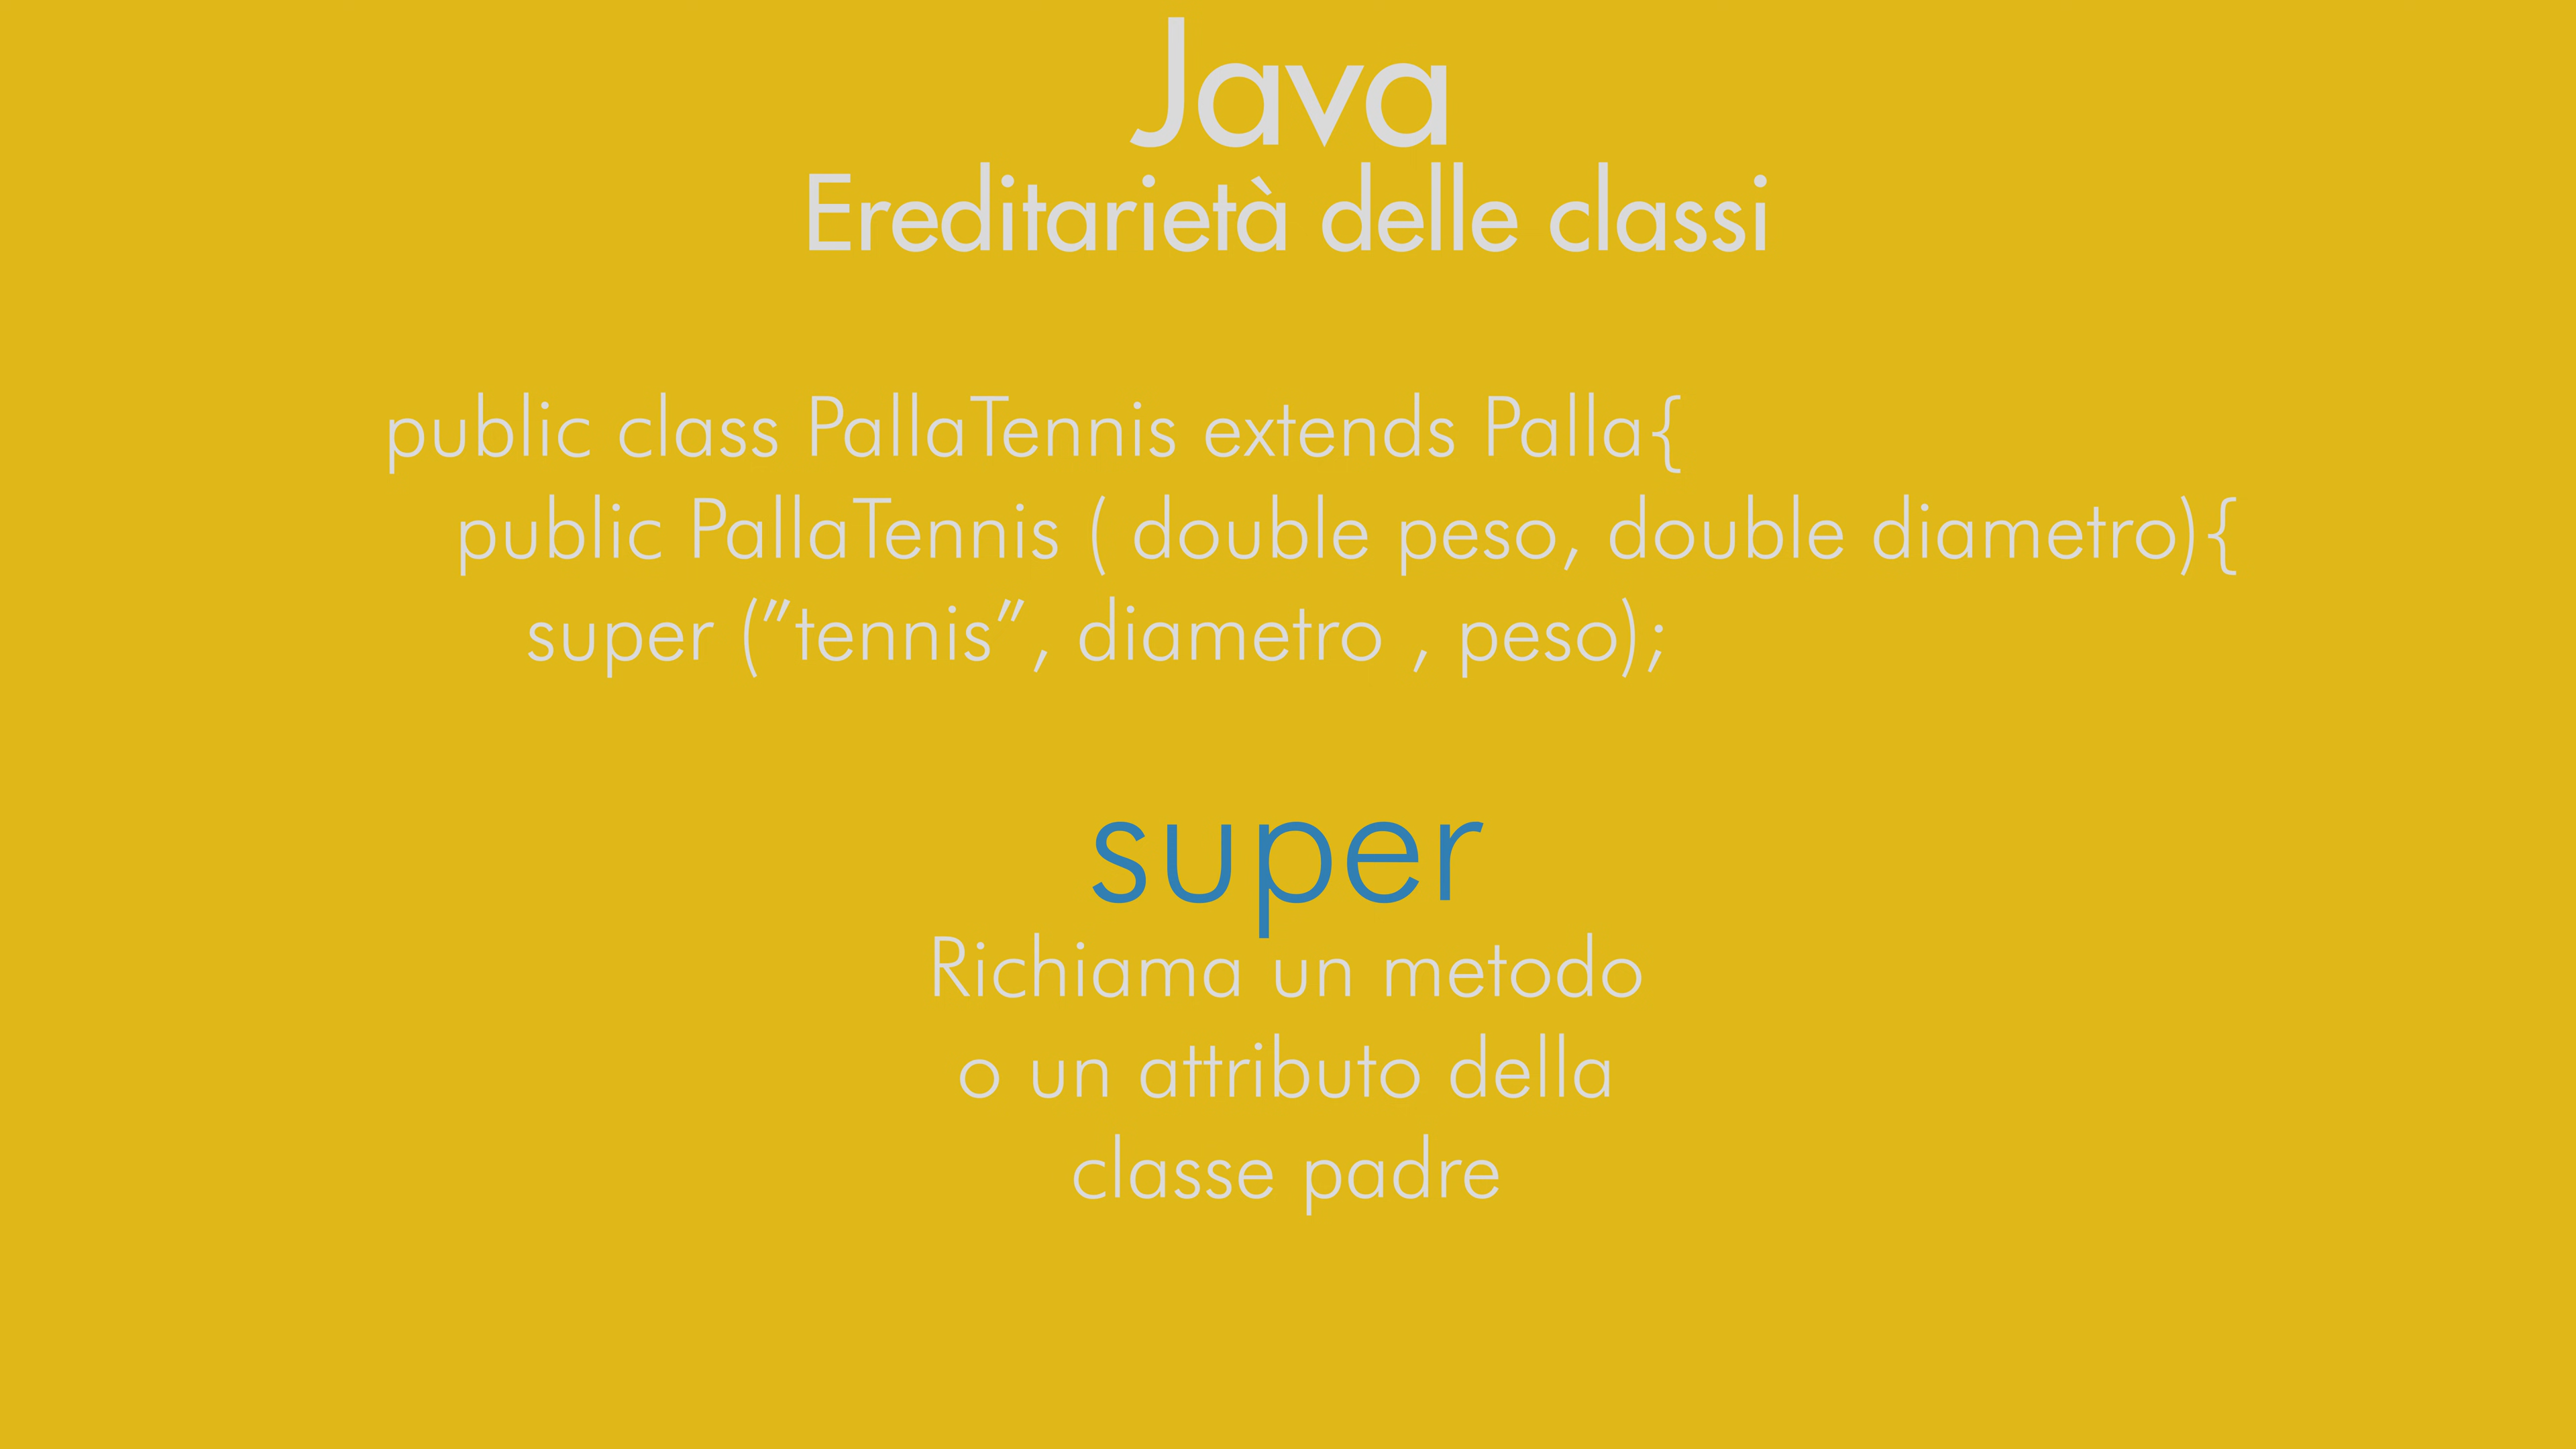 Java
Ereditarietà delle classi
public class PallaTennis extends Palla{
public PallaTennis ( double peso, double diametro){
super (”tennis”, diametro , peso);
super
Richiama un metodo
o un attributo della
classe padre